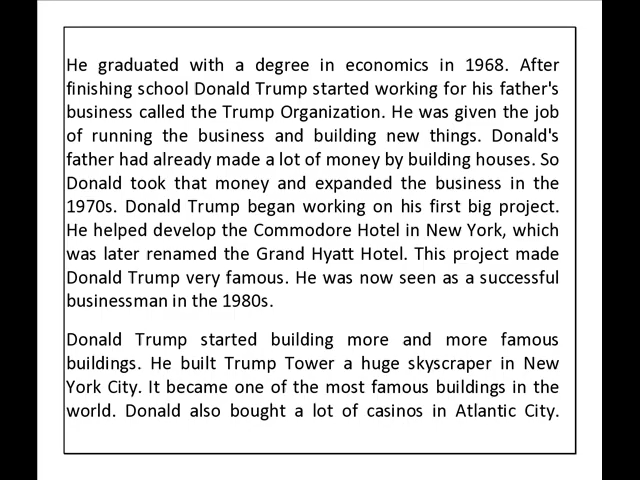 He graduated with a degree in economics in 1968. After
finishing school Donald Trump started working for his father's
business called the Trump Organization. He was given the job
of running the business and building new things. Donald's
father had already made a lot of money by building houses. So
Donald took that money and expanded the business in the
1970s. Donald Trump began working on his first big project.
He helped develop the Commodore Hotel in New York, which
was later renamed the Grand Hyatt Hotel. This project made
Donald Trump very famous. He was now seen as a successful
businessman in the 1980s.
Donald Trump started building more and more famous
buildings. He built Trump Tower a huge skyscraper in New
York City. It became one of the most famous buildings in the
world. Donald also bought a lot of casinos in Atlantic City.